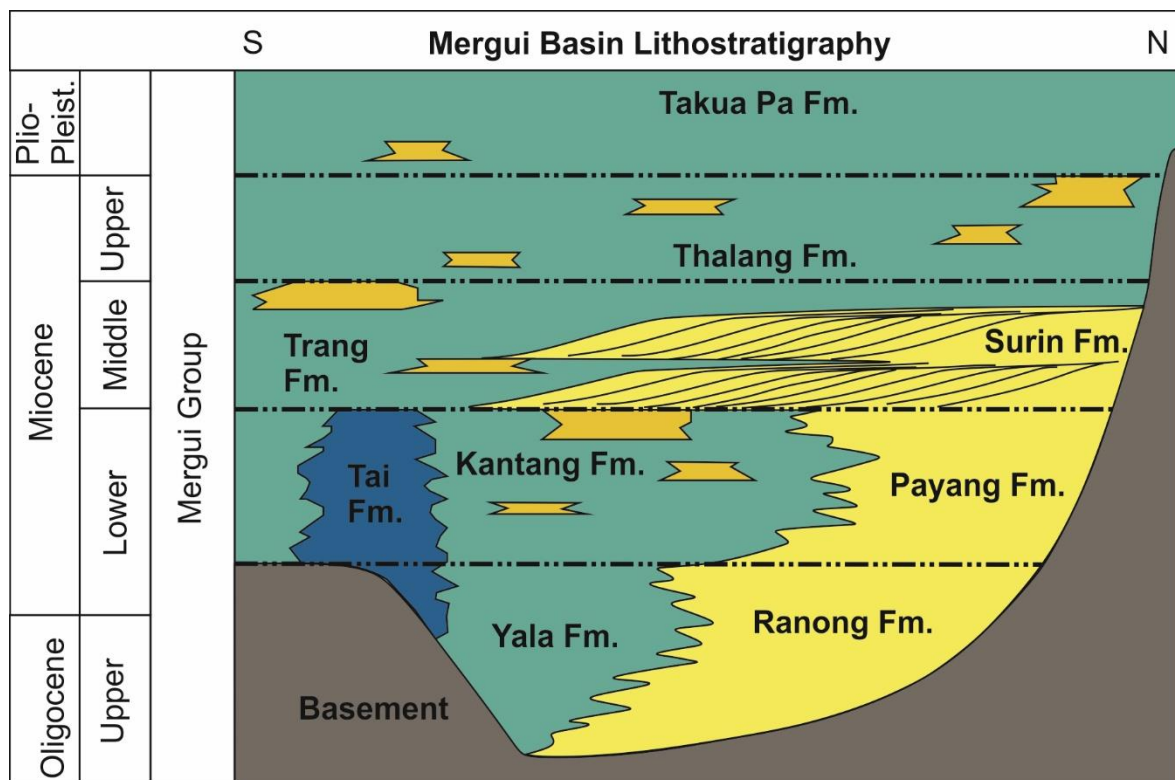 S
Mergui Basin Lithostratigraphy
N
Plio-
Pleist.
Miocene
Upper
Middle
Lower
Oligocene
Upper
Mergui Group
Takua Pa Fm.
Thalang Fm.
Trang
Fm.
Surin Fm.
Tai
Fm.
Kantang Fm.
Payang Fm.
Yala Fm.
Ranong Fm.
Basement